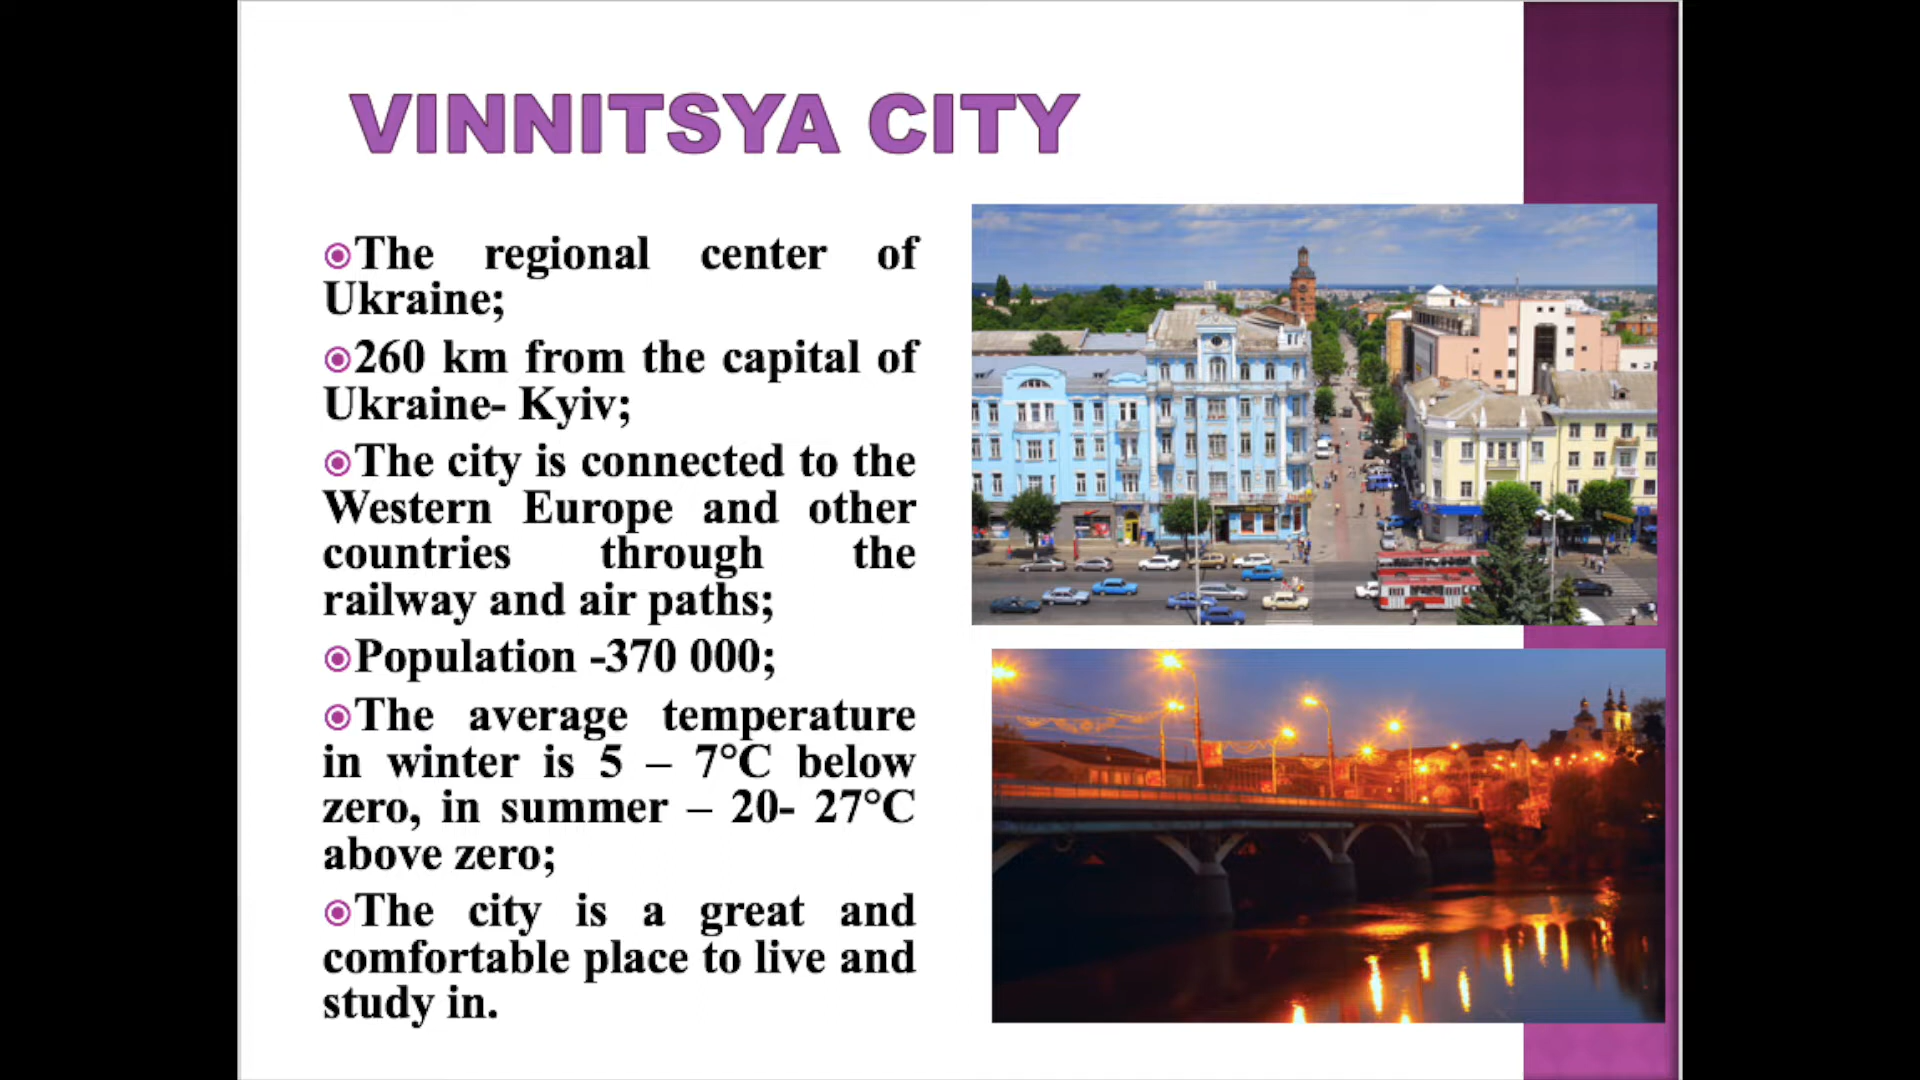 VINNITSYA CITY
The regional center of
Ukraine;
260 km from the capital of
Ukraine- Kyiv;
The city is connected to the
Western Europe and other
countries through the
railway and air paths;
Population -370 000;
The average temperature
in winter is 5 – 7°C below
zero, in summer – 20- 27°C
above zero;
The city is a great and
comfortable place to live and
study in.